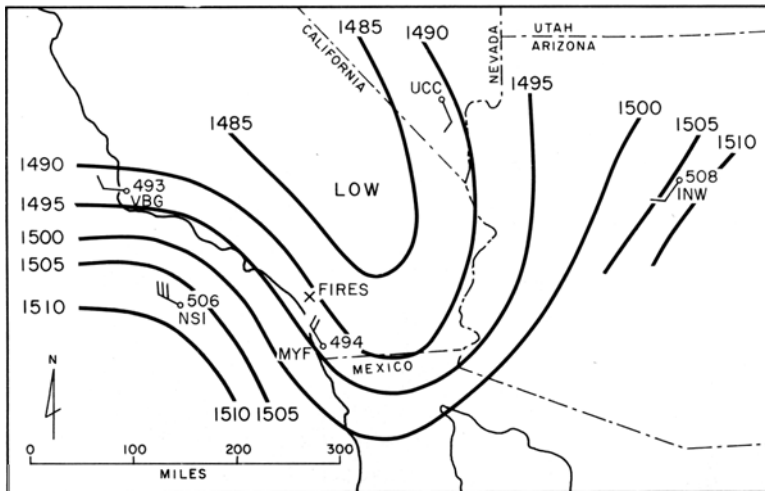 UTAH
ARIZONA
NEVADA
CALIFORNIA
1485
1490
UCC
1495
1485
1500
1505
1510
508
INW
1490
493
VBG
1495
LOW
1500
1505
FIRES
506
NSI
1510
494
MYF
MEXICO
N
1510
1505
0
100
200
300
MILES